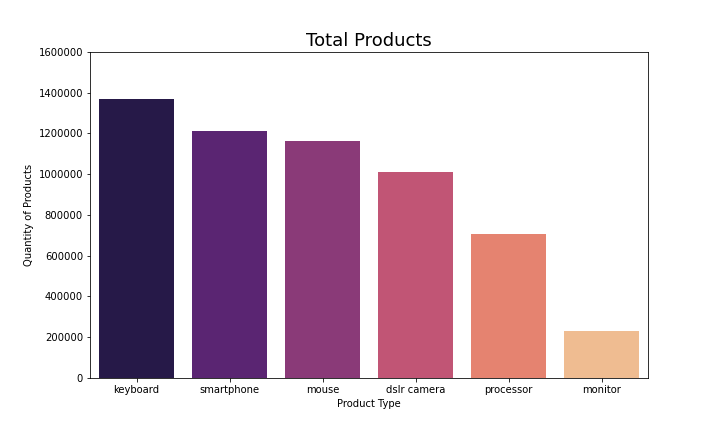 Total Products
1600000
1400000
1200000
1000000
800000
600000
400000
200000
0
Quantity of Products
keyboard smartphone mouse dslr camera processor monitor
Product Type